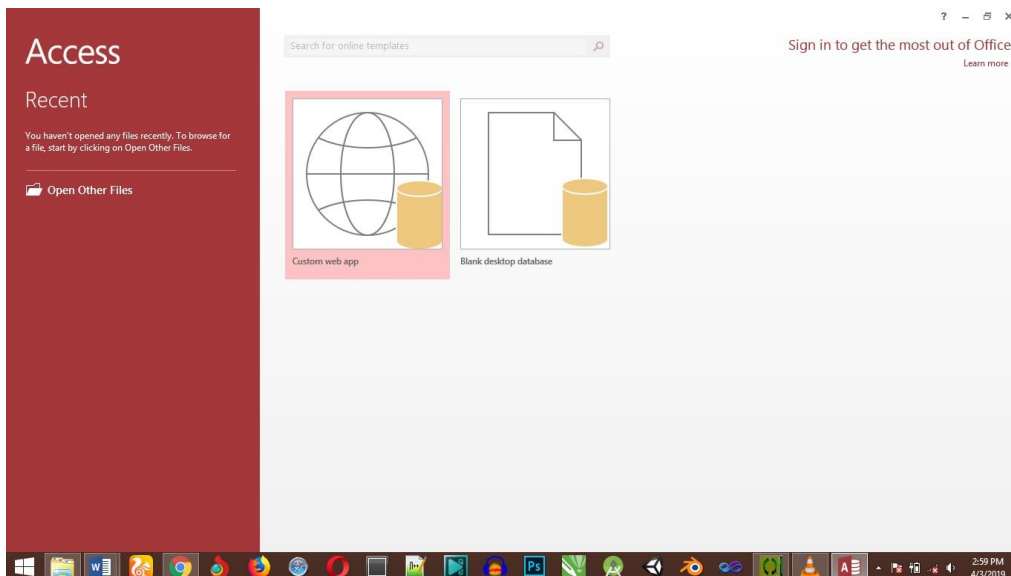 ? 
Access
Search for online templates
Sign in to get the most out of Office
Learn more
Recent
You haven't opened any files recently. To browse for
a file, start by clicking on Open Other Files.
Open Other Files
Custom web app
Blank desktop database
W
Ps
A
2:59 PM
4/3/2019